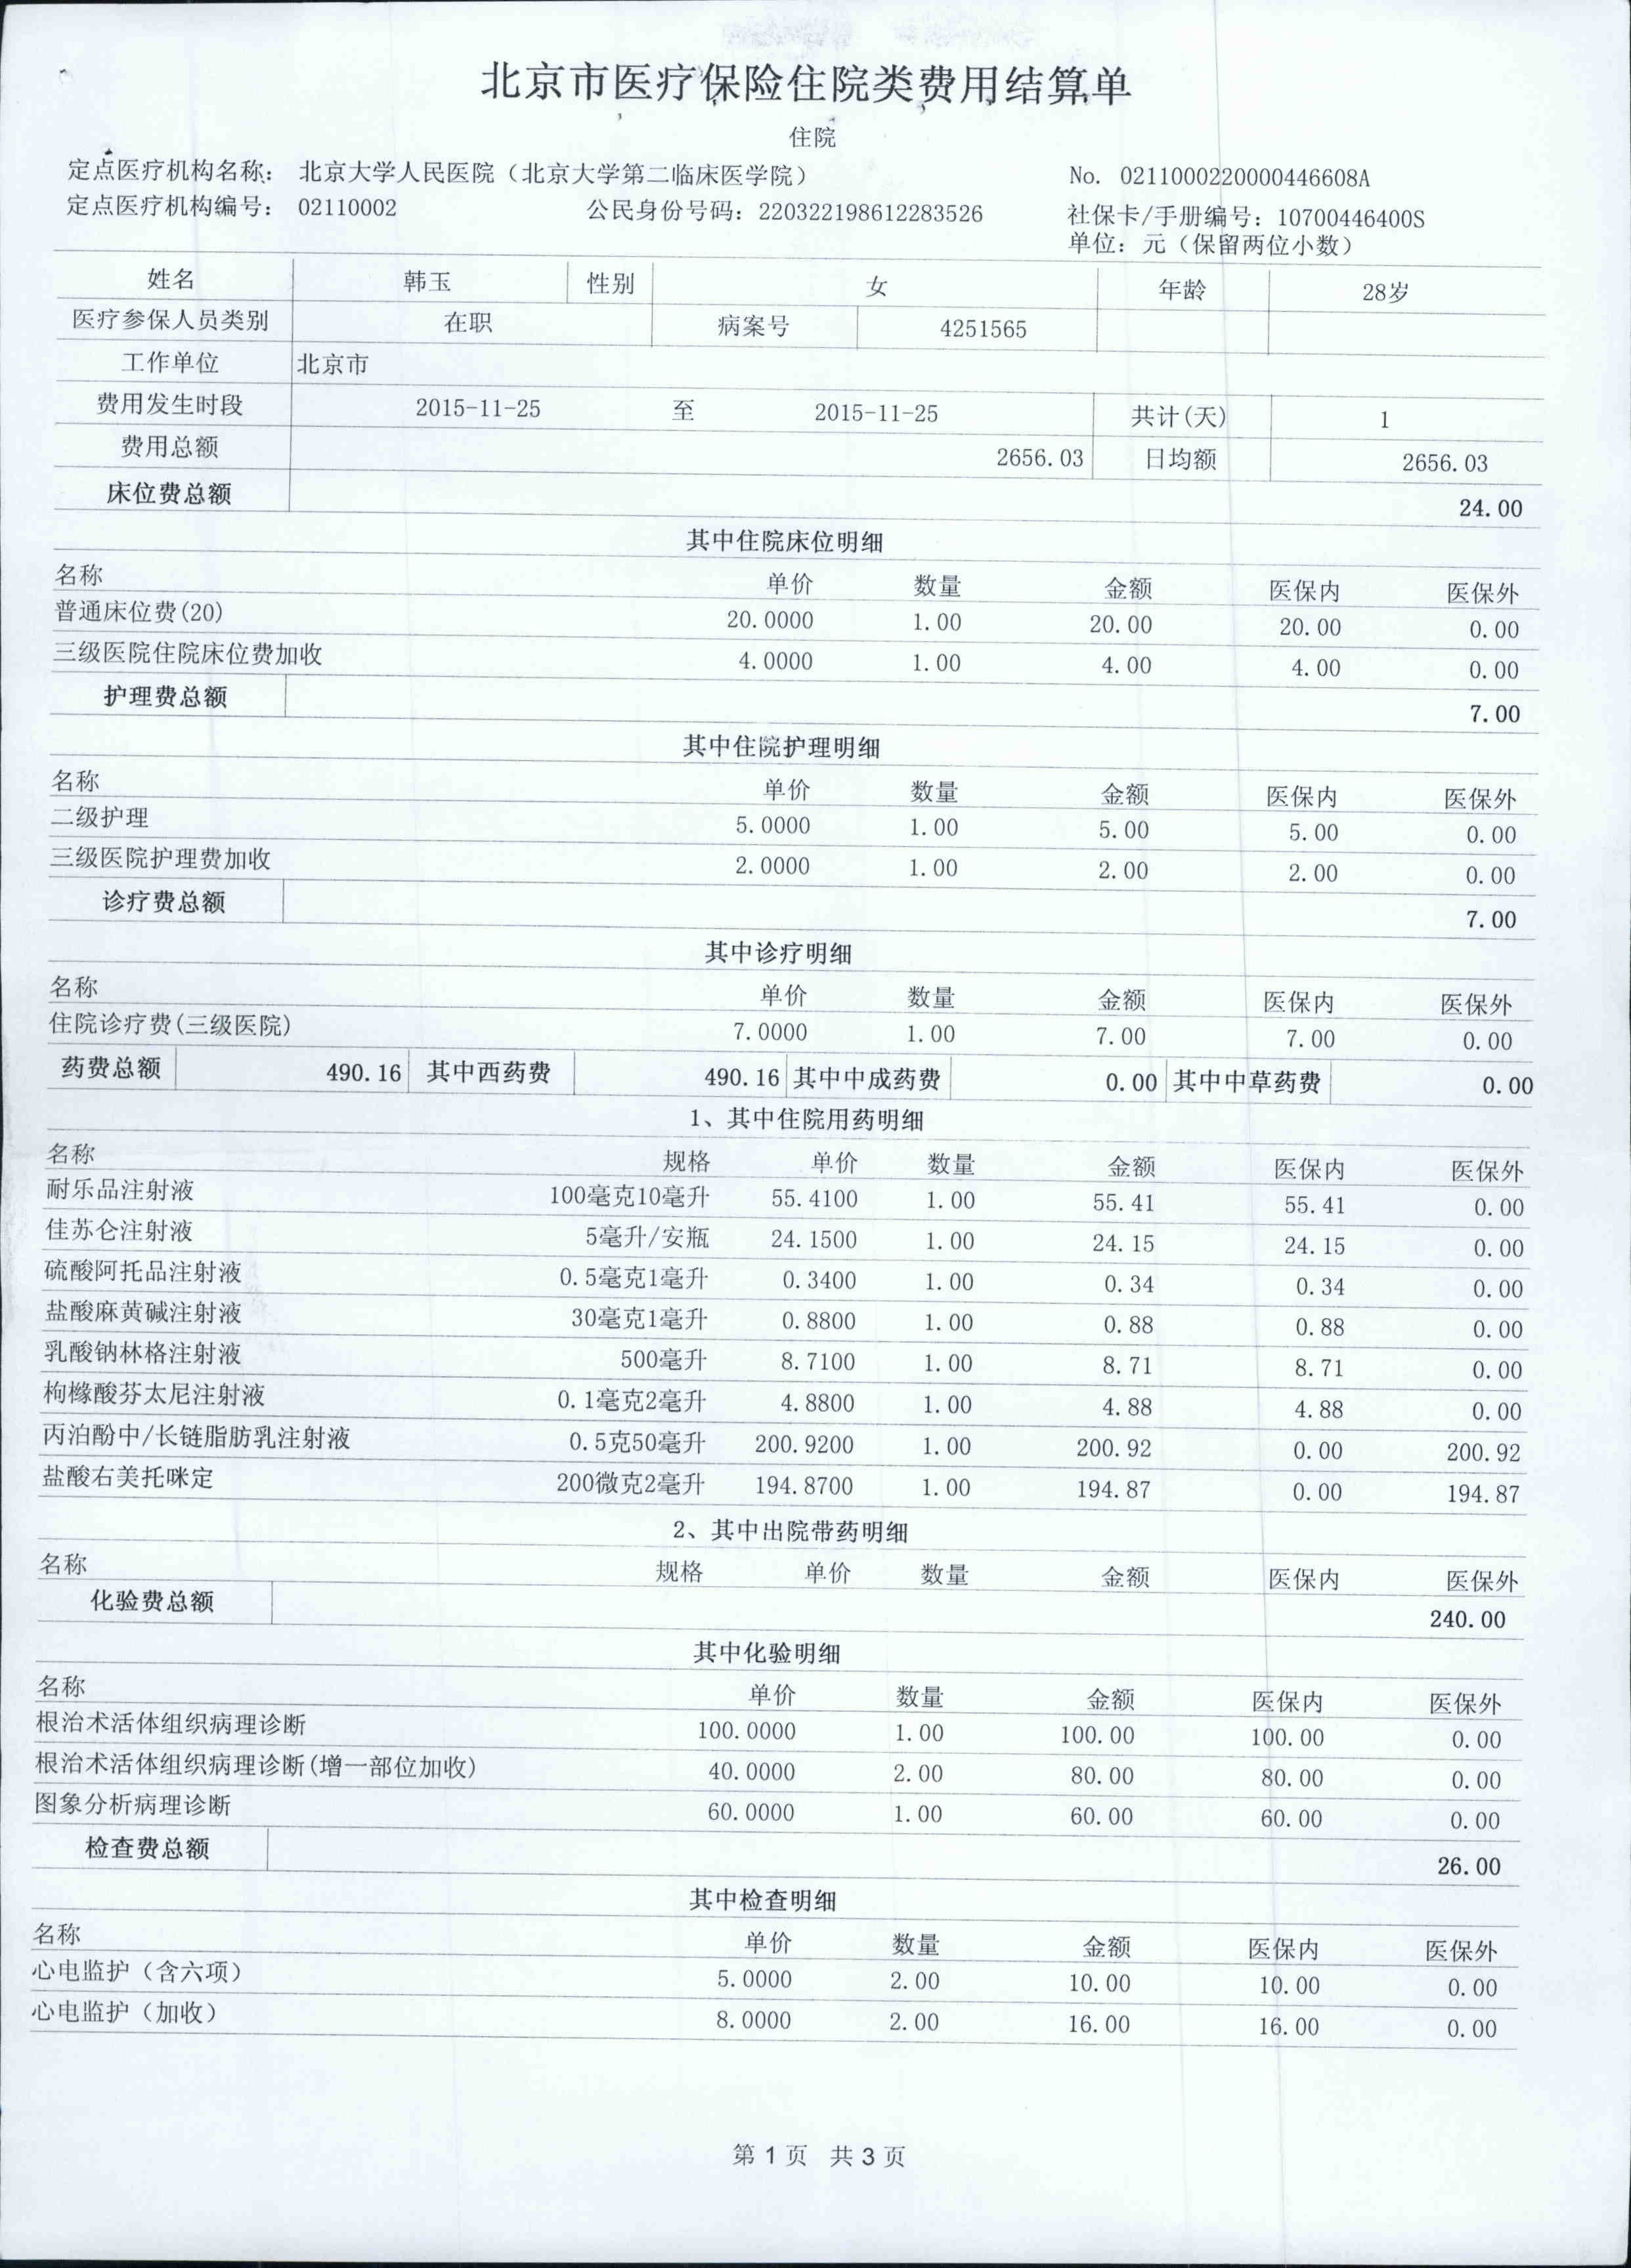 北京市医疗保险住院类费用结算单
住院
定点医疗机构名称： 北京大学人民医院（北京大学第二临床医学院） No. 0211000220000446608A
定点医疗机构编号： 02110002 公民身份号码：220322198612283526 社保卡/手册编号：10700446400S
单位：元（保留两位小数）
姓名 韩玉 性别 女 年龄 28岁
医疗参保人员类别 在职 病案号 4251565
工作单位 北京市
费用发生时段 2015-11-25 至 2015-11-25 共计(天) 1
费用总额 2656.03 日均额 2656.03
床位费总额 24.00
其中住院床位明细
名称 单价 数量 金额 医保内 医保外
普通床位费(20) 20.0000 1.00 20.00 20.00 0.00
三级医院住院床位费加收 4.0000 1.00 4.00 4.00 0.00
护理费总额 7.00
其中住院护理明细
名称 单价 数量 金额 医保内 医保外
二级护理 5.0000 1.00 5.00 5.00 0.00
三级医院护理费加收 2.0000 1.00 2.00 2.00 0.00
诊疗费总额 7.00
其中诊疗明细
名称 单价 数量 金额 医保内 医保外
住院诊疗费(三级医院) 7.0000 1.00 7.00 7.00 0.00
药费总额 490.16 其中西药费 490.16 其中中成药费 0.00 其中中草药费 0.00
1、其中住院用药明细
名称 规格 单价 数量 金额 医保内 医保外
耐乐品注射液 100毫克10毫升 55.4100 1.00 55.41 55.41 0.00
佳苏仑注射液 5毫升/安瓶 24.1500 1.00 24.15 24.15 0.00
硫酸阿托品注射液 0.5毫克1毫升 0.3400 1.00 0.34 0.34 0.00
盐酸麻黄碱注射液 30毫克1毫升 0.8800 1.00 0.88 0.88 0.00
乳酸钠林格注射液 500毫升 8.7100 1.00 8.71 8.71 0.00
枸橼酸芬太尼注射液 0.1毫克2毫升 4.8800 1.00 4.88 4.88 0.00
丙泊酚中/长链脂肪乳注射液 0.5克50毫升 200.9200 1.00 200.92 0.00 200.92
盐酸右美托咪定 200微克2毫升 194.8700 1.00 194.87 0.00 194.87
2、其中出院带药明细
名称 规格 单价 数量 金额 医保内 医保外
化验费总额 240.00
其中化验明细
名称 单价 数量 金额 医保内 医保外
根治术活体组织病理诊断 100.0000 1.00 100.00 100.00 0.00
根治术活体组织病理诊断(增一部位加收) 40.0000 2.00 80.00 80.00 0.00
图象分析病理诊断 60.0000 1.00 60.00 60.00 0.00
检查费总额 26.00
其中检查明细
名称 单价 数量 金额 医保内 医保外
心电监护（含六项） 5.0000 2.00 10.00 10.00 0.00
心电监护（加收） 8.0000 2.00 16.00 16.00 0.00
第 1 页 共 3 页